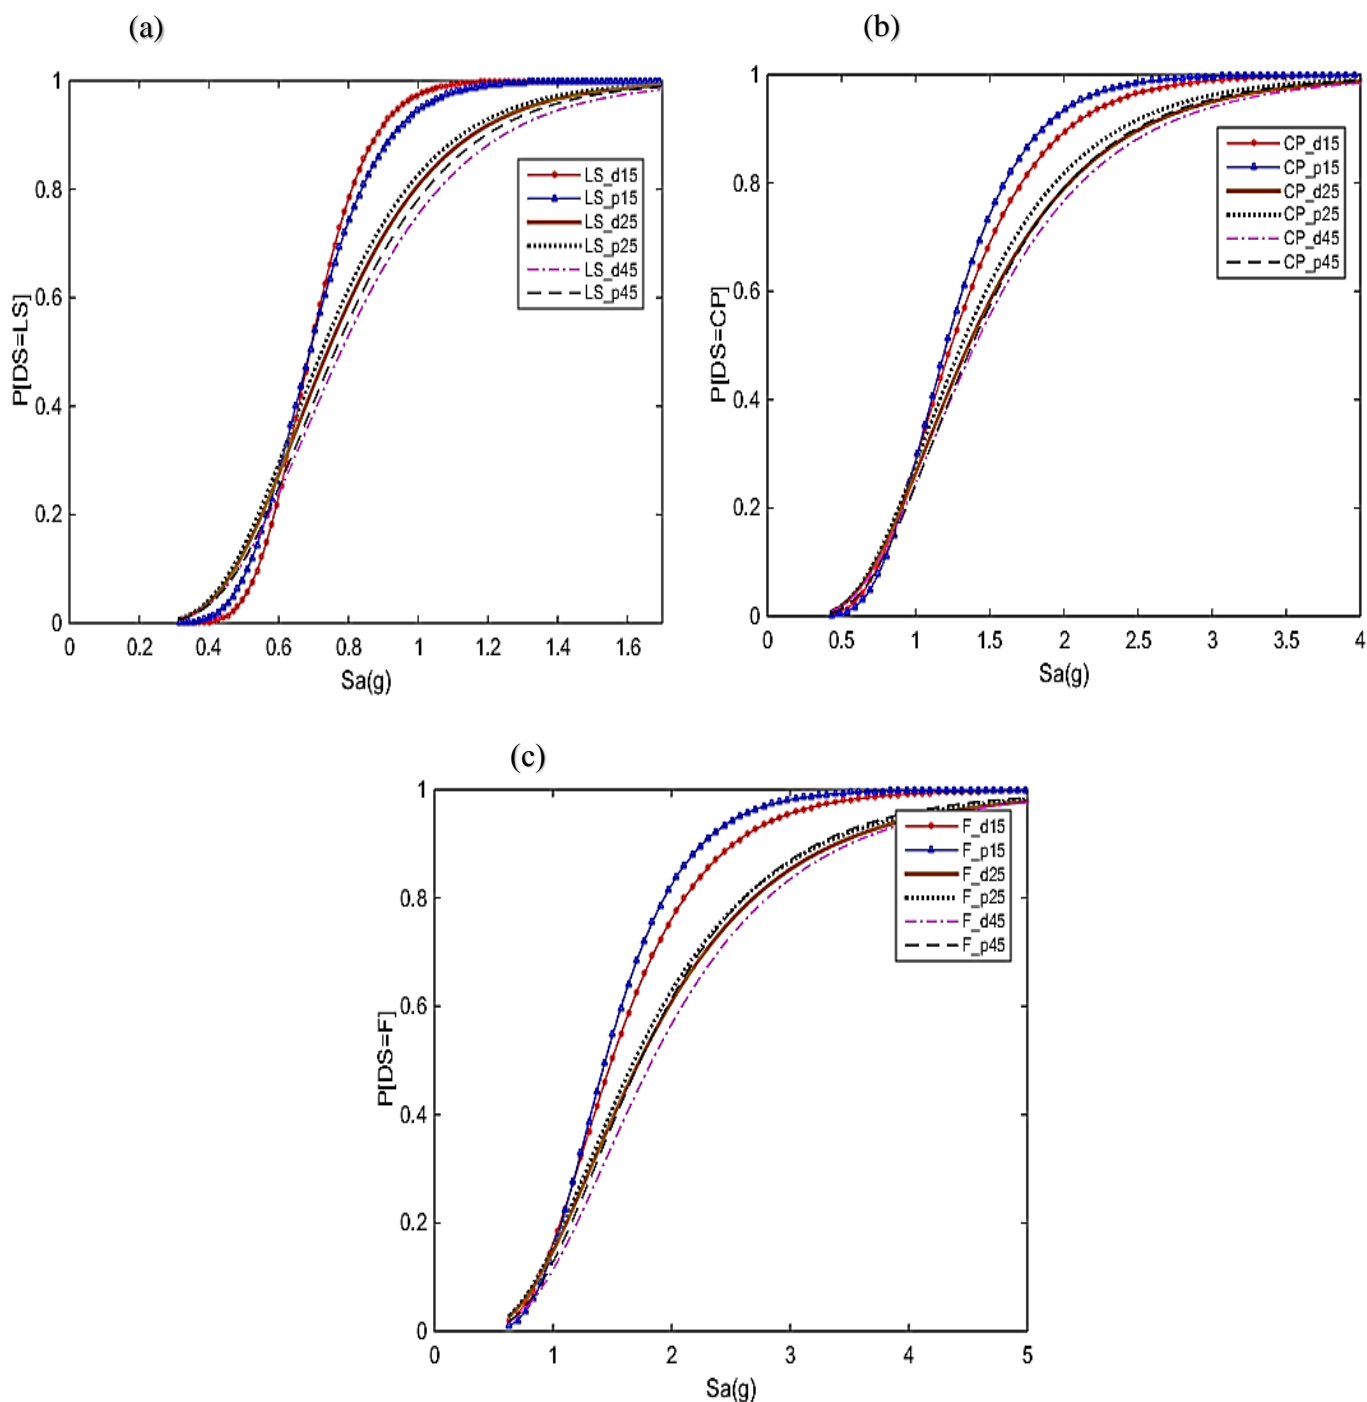 (a)
1
0.8
0.6
0.4
0.2
0
P[DS=LS]
0 0.2 0.4 0.6 0.8 1 1.2 1.4 1.6
Sa(g)
LS_d15
LS_p15
LS_d25
LS_p25
LS_d45
LS_p45
(b)
1
0.8
0.6
0.4
0.2
0
P[DS=CP]
0 0.5 1 1.5 2 2.5 3 3.5 4
Sa(g)
CP_d15
CP_p15
CP_d25
CP_p25
CP_d45
CP_p45
(c)
1
0.8
0.6
0.4
0.2
0
P[DS=F]
0 1 2 3 4 5
Sa(g)
F_d15
F_p15
F_d25
F_p25
F_d45
F_p45